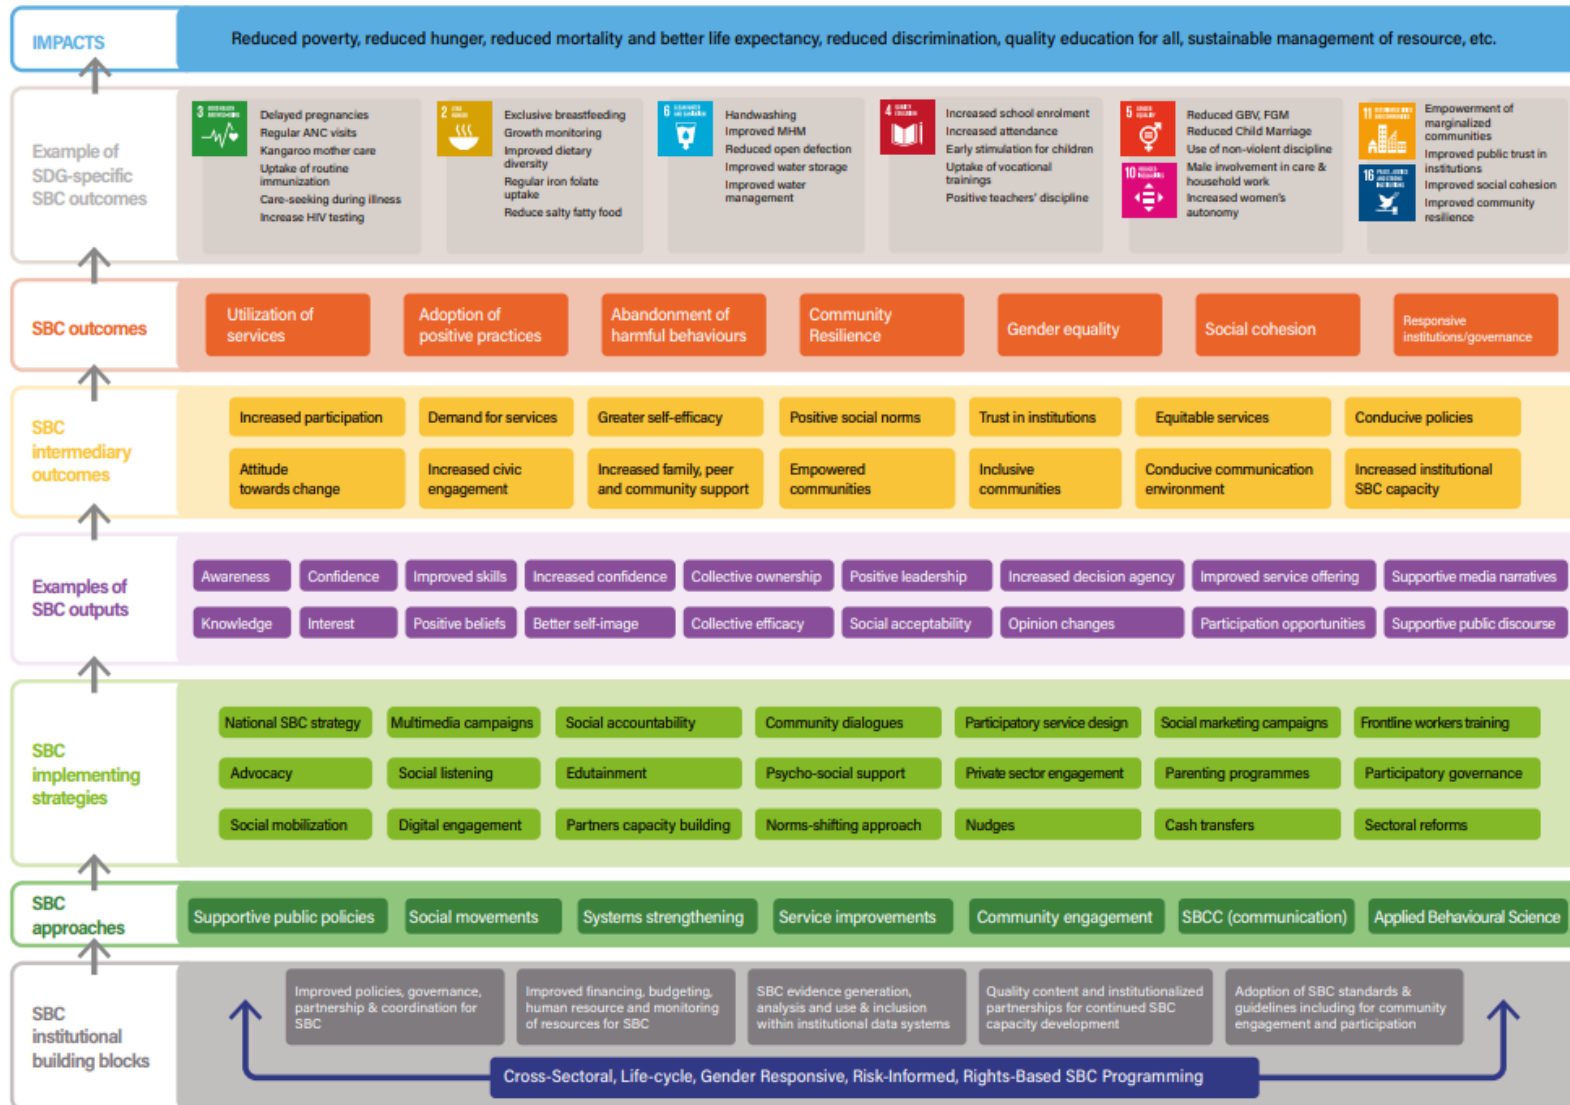 IMPACTS
Reduced poverty, reduced hunger, reduced mortality and better life expectancy, reduced discrimination, quality education for all, sustainable management of resource, etc.
Example of
SDG-specific
SBC outcomes
3
Delayed pregnancies
Regular ANC visits
Kangaroo mother care
Uptake of routine
immunization
Care-seeking during illness
Increase HIV testing
2
Exclusive breastfeeding
Growth monitoring
Improved dietary
diversity
Regular iron folate
uptake
Reduce salty fatty food
6
Handwashing
Improved MHM
Reduced open defection
Improved water storage
Improved water
management
4
Increased school enrolment
Increased attendance
Early stimulation for children
Uptake of vocational
trainings
Positive teachers' discipline
5
10
Reduced GBV, FGM
Reduced Child Marriage
Use of non-violent discipline
Male involvement in care &
household work
Increased women's
autonomy
11
16
Empowerment of
marginalized
communities
Improved public trust in
institutions
Improved social cohesion
Improved community
resilience
SBC outcomes
Utilization of
services
Adoption of
positive practices
Abandonment of
harmful behaviours
Community
Resilience
Gender equality
Social cohesion
Responsive
institutions/governance
SBC
intermediary
outcomes
Increased participation
Demand for services
Greater self-efficacy
Positive social norms
Trust in institutions
Equitable services
Conducive policies
Attitude
towards change
Increased civic
engagement
Increased family, peer
and community support
Empowered
communities
Inclusive
communities
Conducive communication
environment
Increased institutional
SBC capacity
Examples of
SBC outputs
Awareness
Confidence
Improved skills
Increased confidence
Collective ownership
Positive leadership
Increased decision agency
Improved service offering
Supportive media narratives
Knowledge
Interest
Positive beliefs
Better self-image
Collective efficacy
Social acceptability
Opinion changes
Participation opportunities
Supportive public discourse
SBC
implementing
strategies
National SBC strategy
Multimedia campaigns
Social accountability
Community dialogues
Participatory service design
Social marketing campaigns
Frontline workers training
Advocacy
Social listening
Edutainment
Psycho-social support
Private sector engagement
Parenting programmes
Participatory governance
Social mobilization
Digital engagement
Partners capacity building
Norms-shifting approach
Nudges
Cash transfers
Sectoral reforms
SBC
approaches
Supportive public policies
Social movements
Systems strengthening
Service improvements
Community engagement
SBCC (communication)
Applied Behavioural Science
SBC
institutional
building blocks
Improved policies, governance,
partnership & coordination for
SBC
Improved financing, budgeting,
human resource and monitoring
of resources for SBC
SBC evidence generation,
analysis and use & inclusion
within institutional data systems
Quality content and institutionalized
partnerships for continued SBC
capacity development
Adoption of SBC standards &
guidelines including for community
engagement and participation
Cross-Sectoral, Life-cycle, Gender Responsive, Risk-Informed, Rights-Based SBC Programming